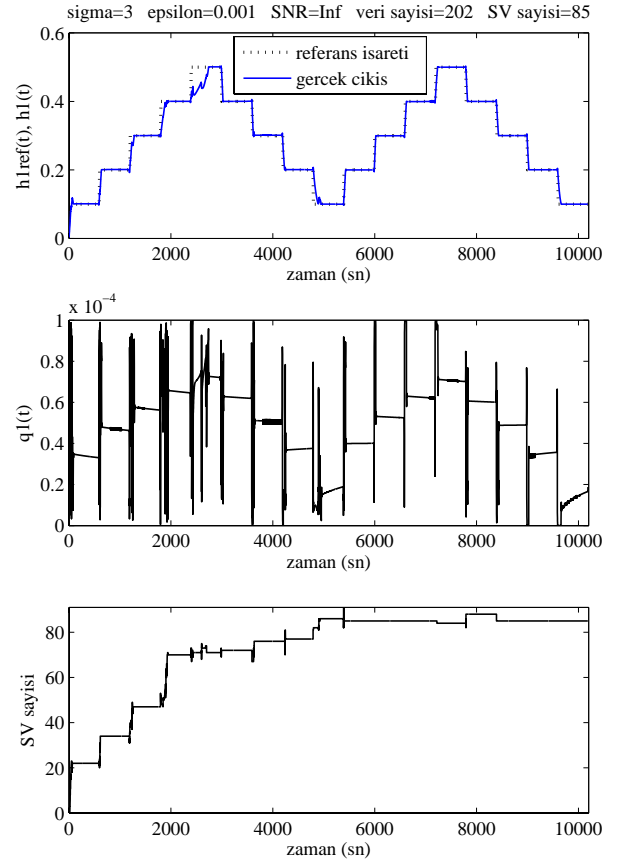 sigma=3 epsilon=0.001 SNR=Inf veri sayisi=202 SV sayisi=85
referans isareti
gercek cikis
h1ref(t), h1(t)
0.6
0.4
0.2
0
0 2000 4000 6000 8000 10000
zaman (sn)
x 10⁻⁴
q1(t)
1
0.8
0.6
0.4
0.2
0
0 2000 4000 6000 8000 10000
zaman (sn)
SV sayisi
80
60
40
20
0
0 2000 4000 6000 8000 10000
zaman (sn)